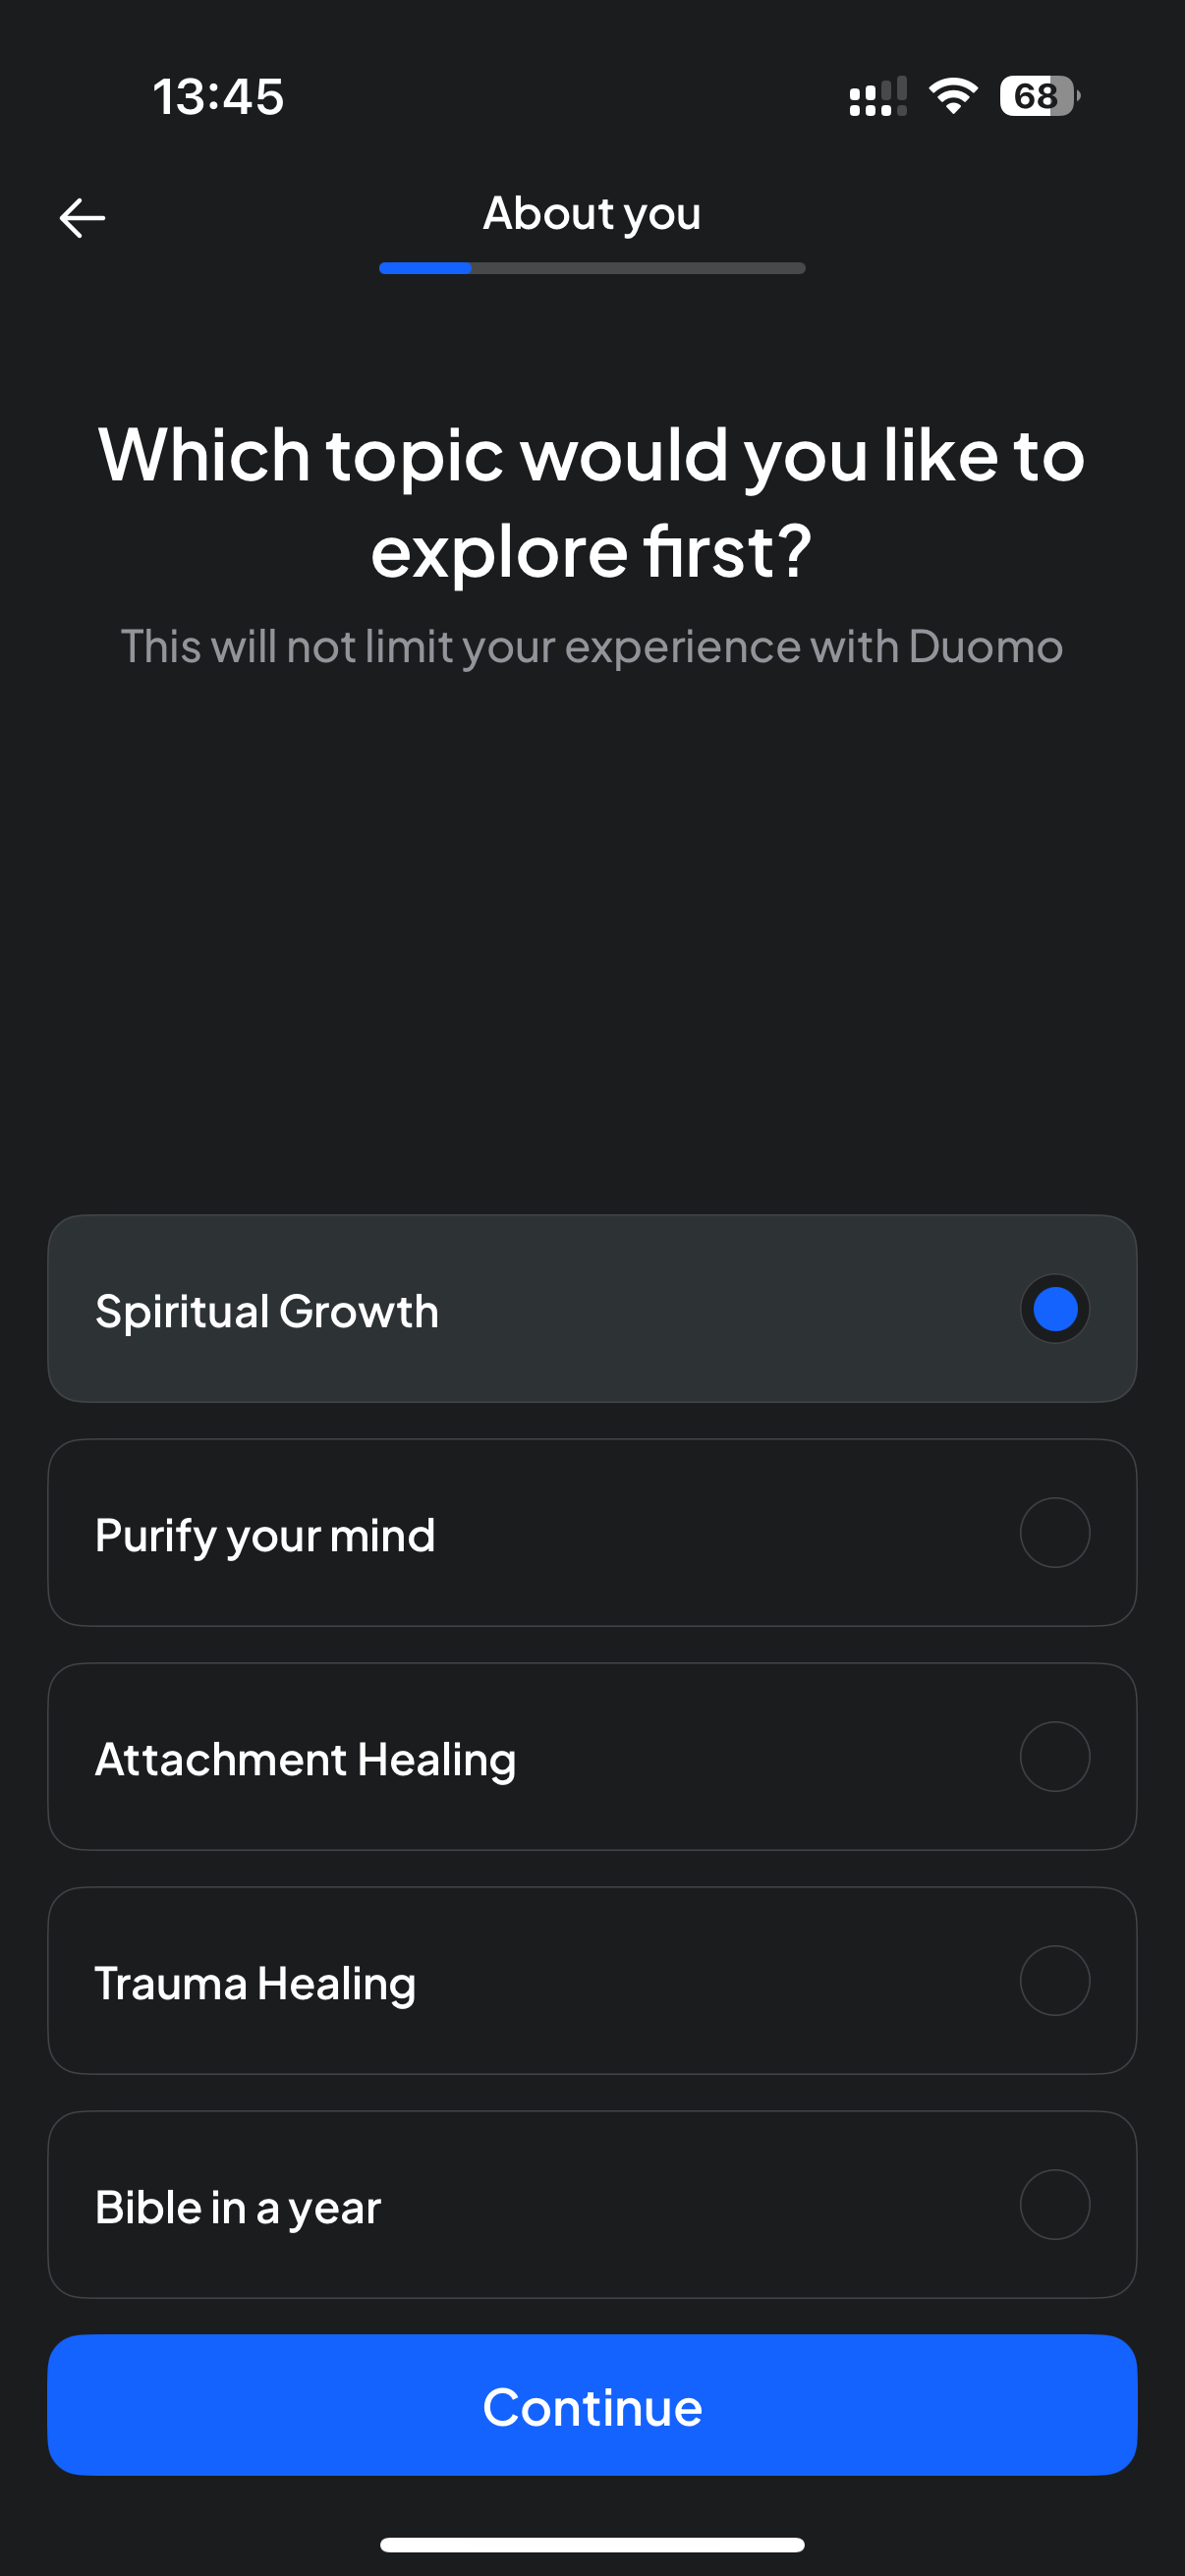 13:45
68
About you
Which topic would you like to
explore first?
This will not limit your experience with Duomo
Spiritual Growth
Purify your mind
Attachment Healing
Trauma Healing
Bible in a year
Continue